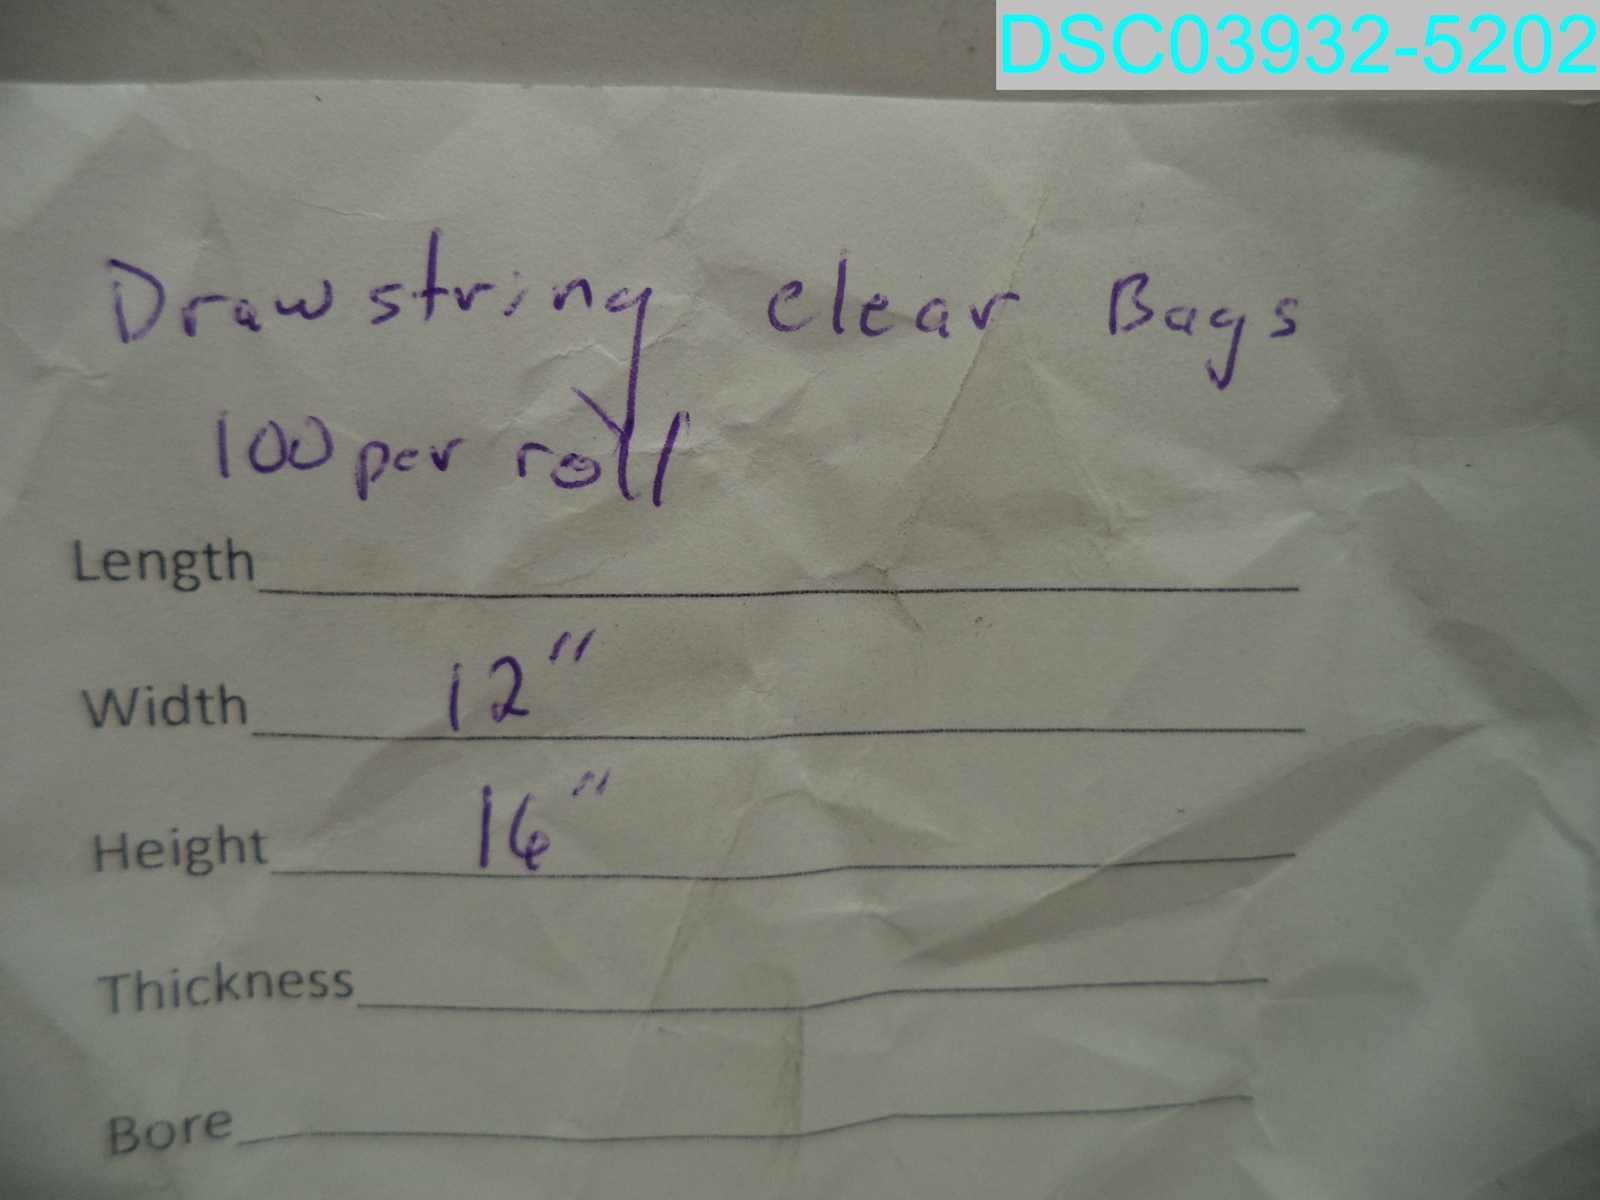 DSC03932-5202
Drawstring clear Bags
100 per roll
Length
Width 12"
Height 16"
Thickness
Bore